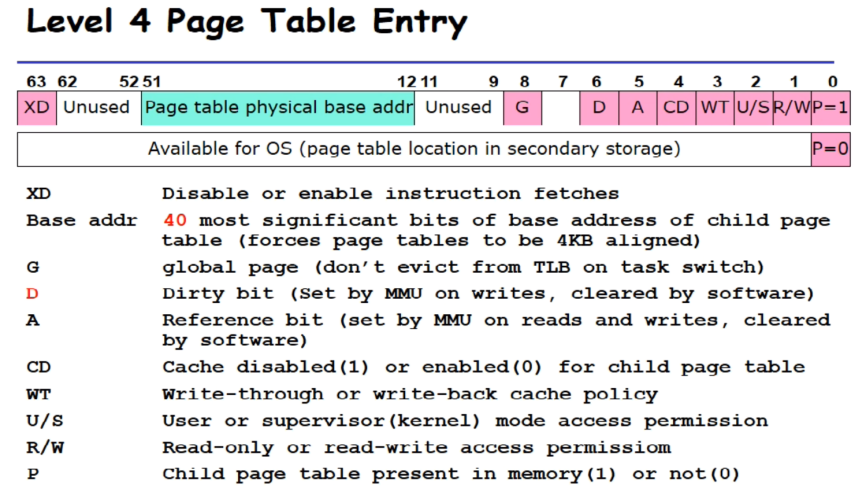 Level 4 Page Table Entry
63 62 52 51 12 11 9 8 7 6 5 4 3 2 1 0
XD Unused Page table physical base addr Unused G D A CD WT U/S R/W P=1
Available for OS (page table location in secondary storage) P=0
XD Disable or enable instruction fetches
Base addr 40 most significant bits of base address of child page
table (forces page tables to be 4KB aligned)
G global page (don't evict from TLB on task switch)
D Dirty bit (Set by MMU on writes, cleared by software)
A Reference bit (set by MMU on reads and writes, cleared
by software)
CD Cache disabled(1) or enabled(0) for child page table
WT Write-through or write-back cache policy
U/S User or supervisor(kernel) mode access permission
R/W Read-only or read-write access permissiom
P Child page table present in memory(1) or not(0)